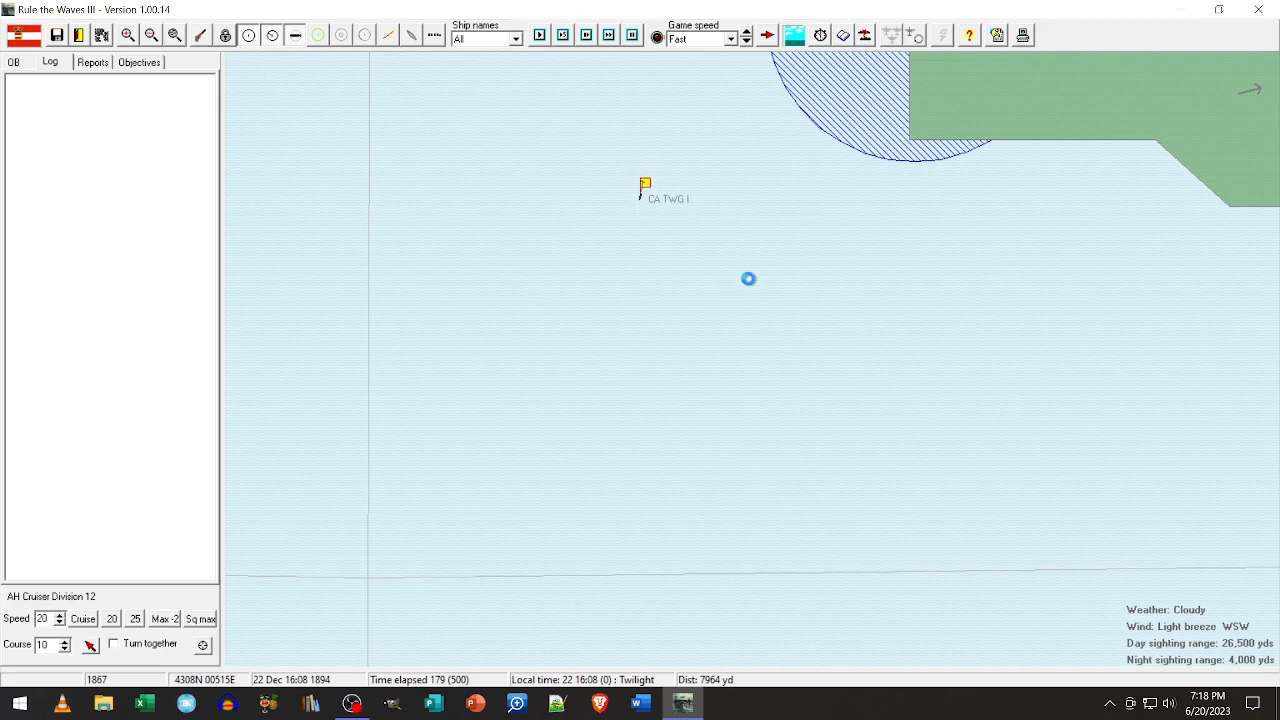 Rule the Waves III - Version 1.00.14
Ship names
All
Game speed
Fast
OB
Log
Reports
Objectives
CA TWG I
Weather: Cloudy
Wind: Light breeze WSW
Day sighting range: 26,500 yds
Night sighting range: 4,000 yds
AH Cruiser Division 12
Speed 20 Cruise 20 25 Max -2 Sq max
Course 10 Turn together
1867 4308N 00515E 22 Dec 16:08 1894 Time elapsed 179 (500) Local time: 22 16:08 (0) : Twilight Dist: 7964 yd
7:18 PM
6/20/2023